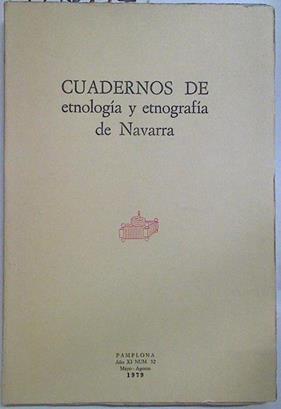 CUADERNOS DE
etnología y etnografía
de Navarra
PAMPLONA
Año XI NUM. 32
Mayo - Agosto
1979